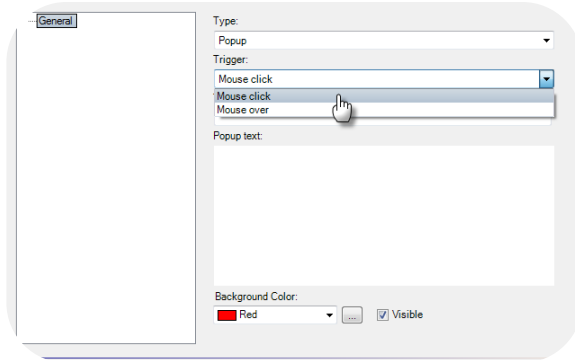 General
Type:
Popup
Trigger:
Mouse click
Mouse click
Mouse over
Popup text:
Background Color:
Red
...
Visible